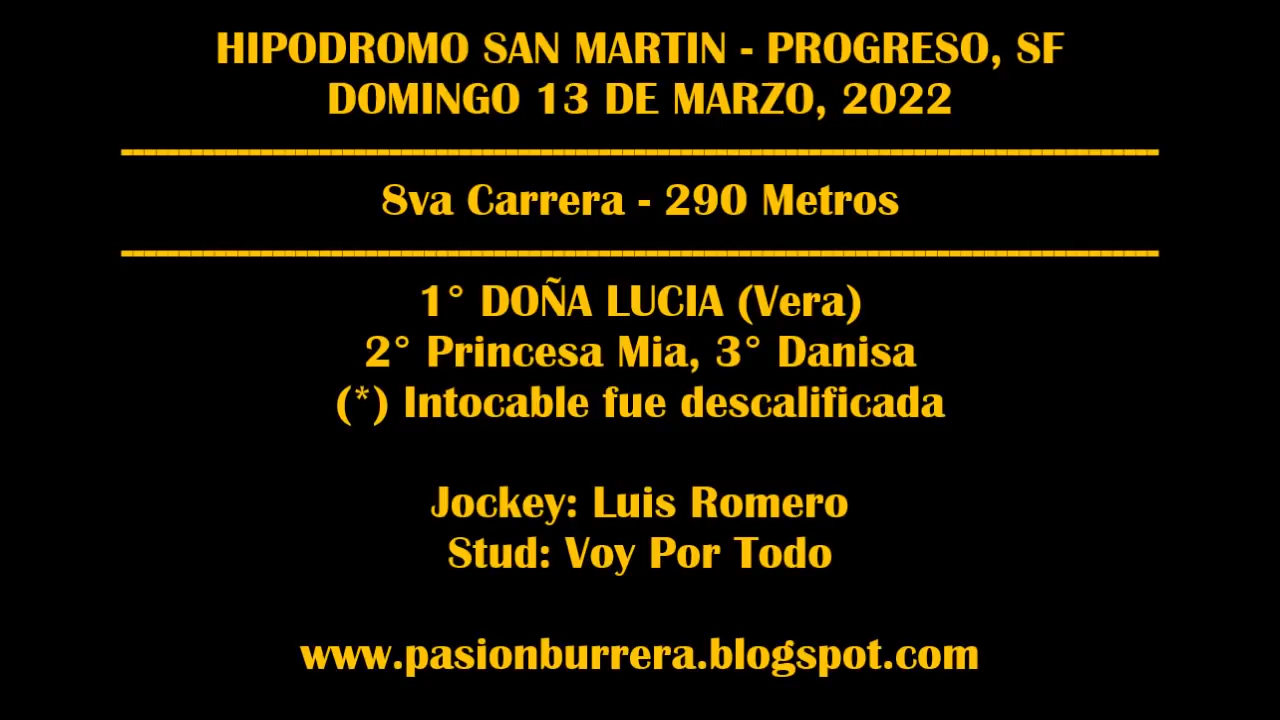 HIPODROMO SAN MARTIN - PROGRESO, SF
DOMINGO 13 DE MARZO, 2022
8va Carrera - 290 Metros
1° DOÑA LUCIA (Vera)
2° Princesa Mia, 3° Danisa
(*) Intocable fue descalificada
Jockey: Luis Romero
Stud: Voy Por Todo
www.pasionburrera.blogspot.com